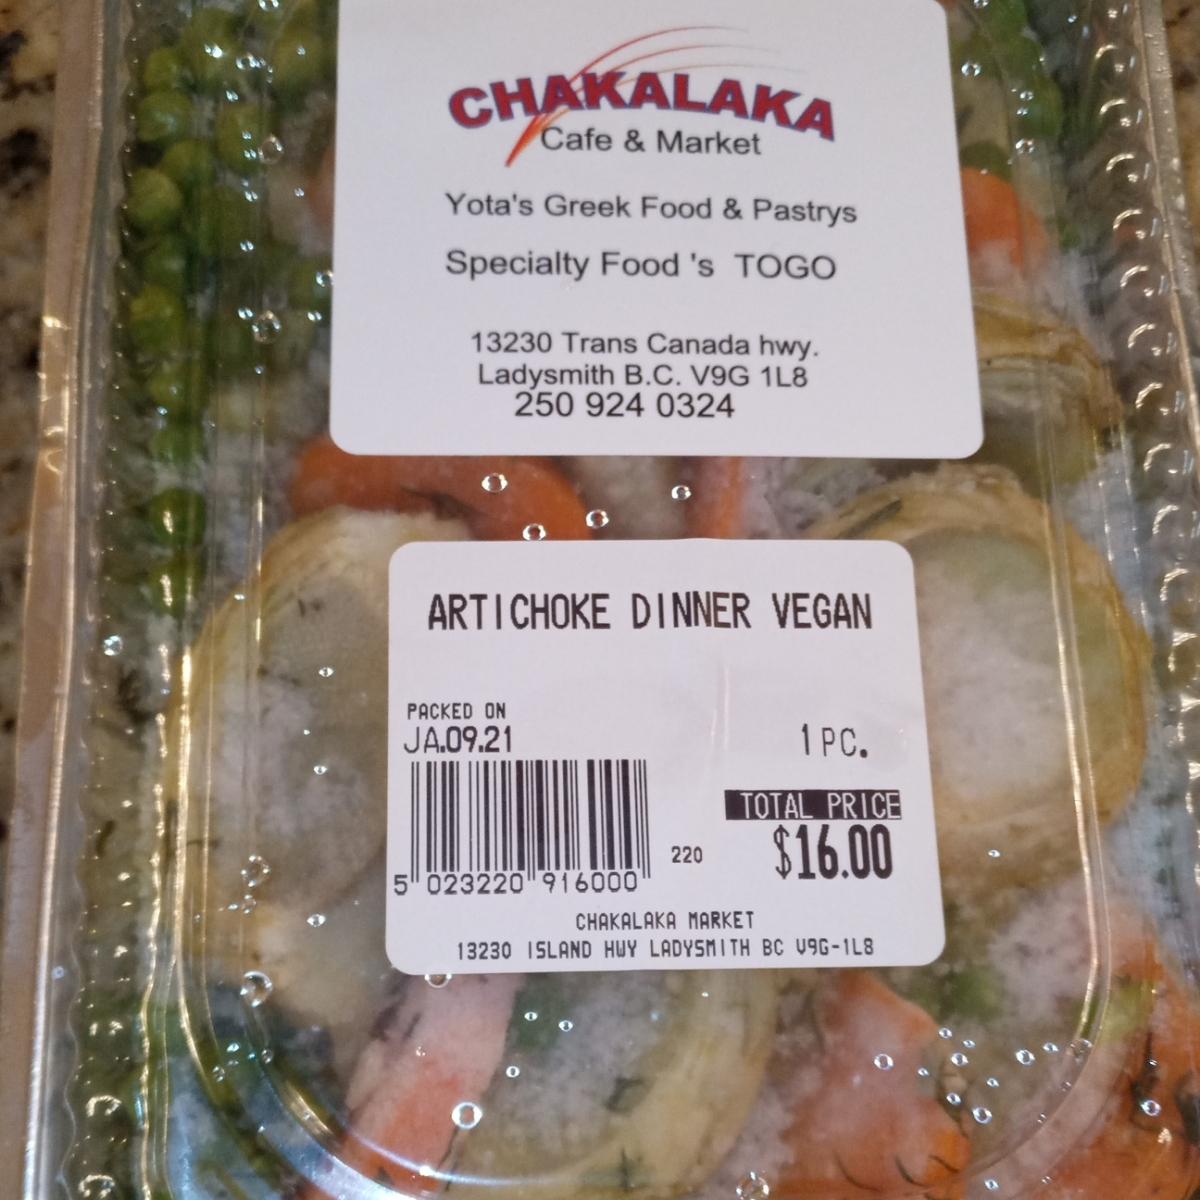 CHAKALAKA
Cafe & Market
Yota's Greek Food & Pastrys
Specialty Food 's TOGO
13230 Trans Canada hwy.
Ladysmith B.C. V9G 1L8
250 924 0324
ARTICHOKE DINNER VEGAN
PACKED ON
JA.09.21
1 PC.
TOTAL PRICE
$16.00
220
5 023220 916000
CHAKALAKA MARKET
13230 ISLAND HWY LADYSMITH BC V9G-1L8